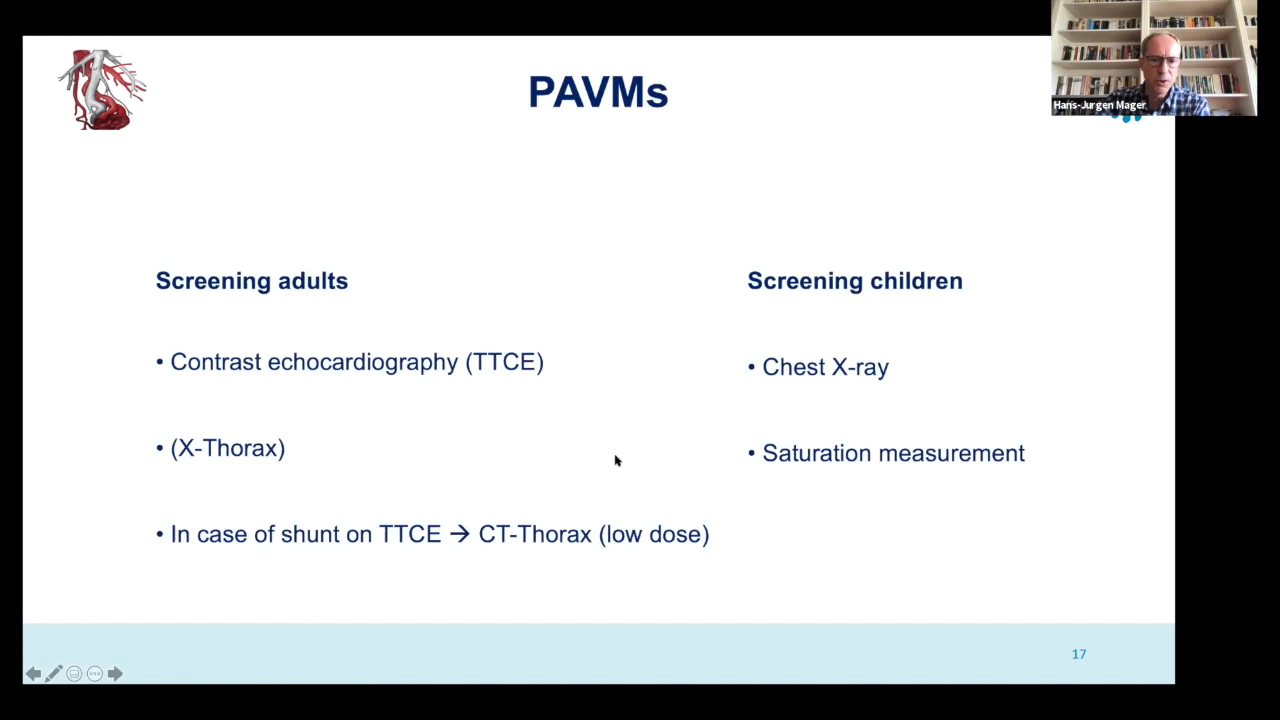 PAVMs
Hans-Jurgen Mager
Screening adults
• Contrast echocardiography (TTCE)
• (X-Thorax)
• In case of shunt on TTCE → CT-Thorax (low dose)
Screening children
• Chest X-ray
• Saturation measurement
17